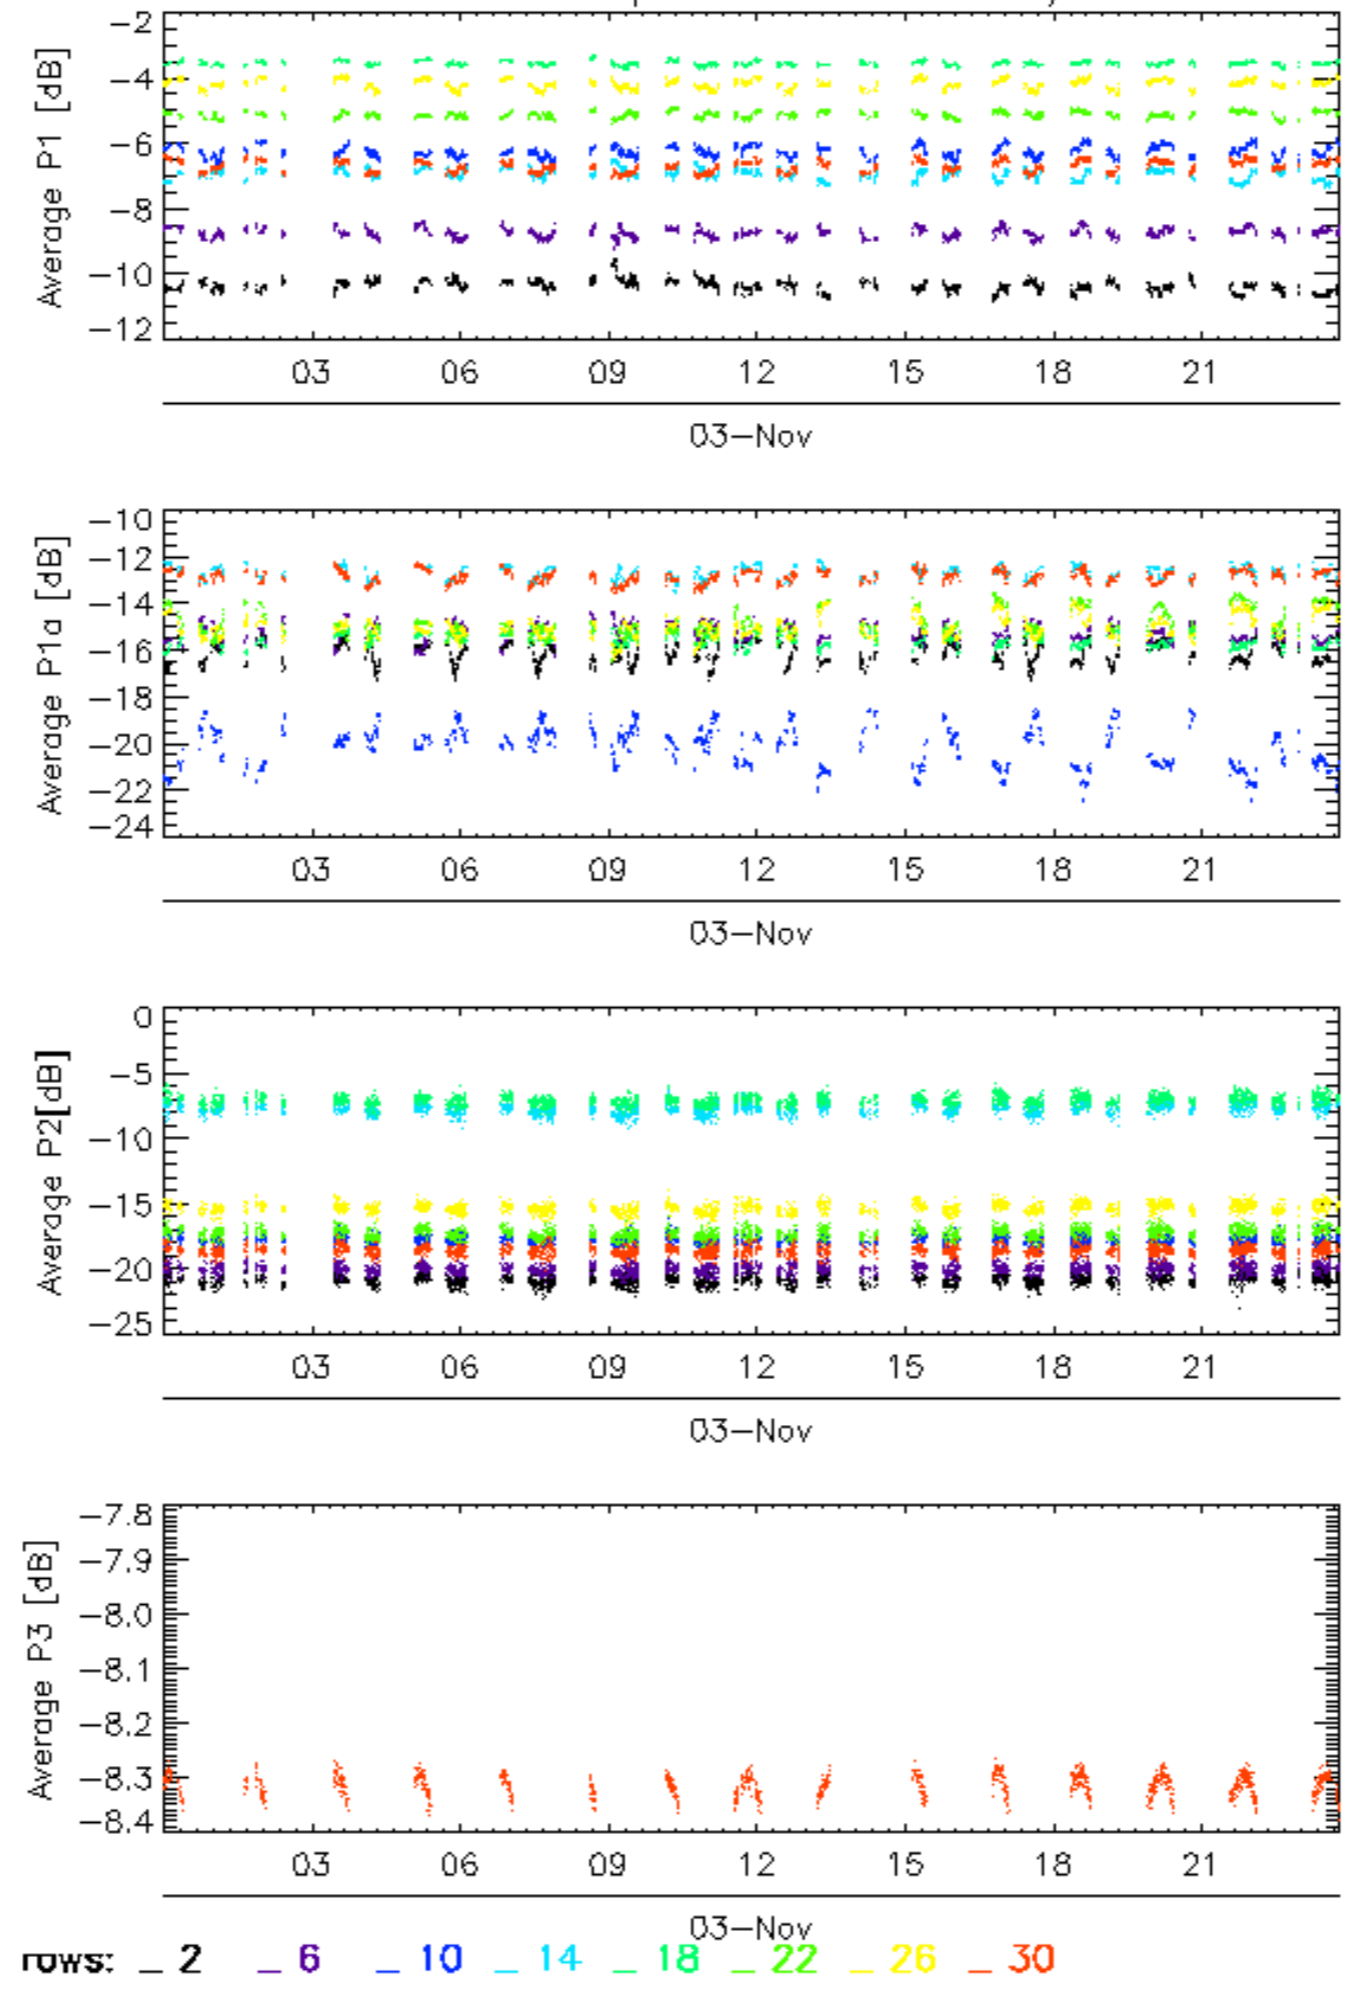 -2
-4
-6
-8
-10
-12
Average P1 [dB]
03 06 09 12 15 18 21
03-Nov
-10
-12
-14
-16
-18
-20
-22
-24
Average P1a [dB]
03 06 09 12 15 18 21
03-Nov
0
-5
-10
-15
-20
-25
Average P2[dB]
03 06 09 12 15 18 21
03-Nov
-7.8
-7.9
-8.0
-8.1
-8.2
-8.3
-8.4
Average P3 [dB]
03 06 09 12 15 18 21
03-Nov
rows: _ 2 _ 6 _ 10 _ 14 _ 18 _ 22 _ 26 _ 30